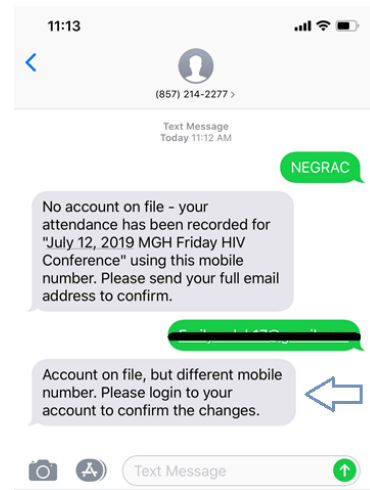 11:13
(857) 214-2277 >
Text Message
Today 11:12 AM
NEGRAC
No account on file - your
attendance has been recorded for
"July 12, 2019 MGH Friday HIV
Conference" using this mobile
number. Please send your full email
address to confirm.
Account on file, but different mobile
number. Please login to your
account to confirm the changes.
Text Message